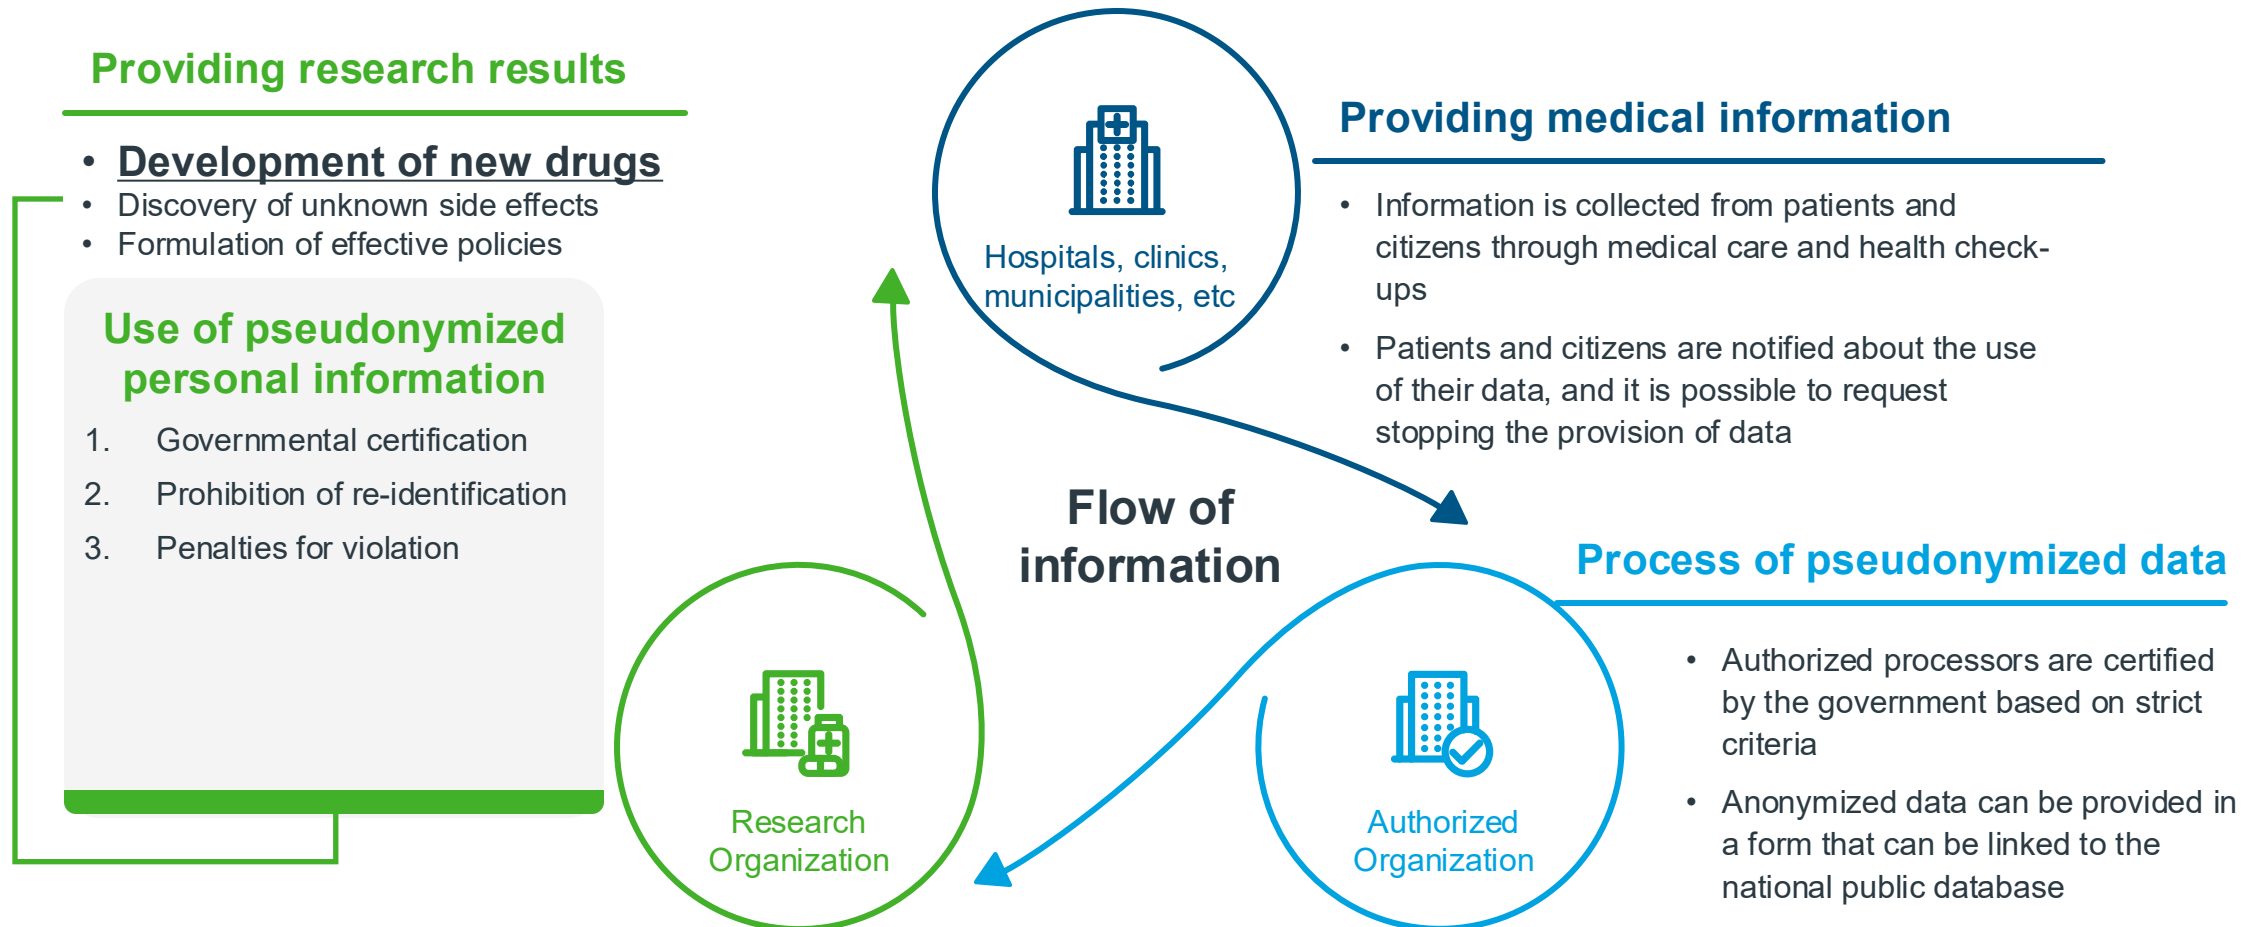 Providing research results
• Development of new drugs
• Discovery of unknown side effects
• Formulation of effective policies
Use of pseudonymized
personal information
1. Governmental certification
2. Prohibition of re-identification
3. Penalties for violation
Hospitals, clinics,
municipalities, etc
Providing medical information
• Information is collected from patients and
citizens through medical care and health check-
ups
• Patients and citizens are notified about the use
of their data, and it is possible to request
stopping the provision of data
Flow of
information
Process of pseudonymized data
• Authorized processors are certified
by the government based on strict
criteria
• Anonymized data can be provided in
a form that can be linked to the
national public database
Research
Organization
Authorized
Organization